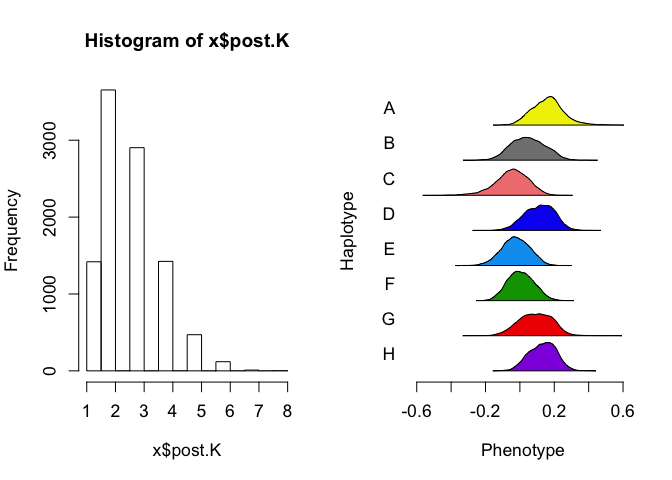 Histogram of x$post.K
Frequency
0
1000
2000
3000
1 2 3 4 5 6 7 8
x$post.K
Haplotype
A
B
C
D
E
F
G
H
-0.6 -0.2 0.2 0.6
Phenotype